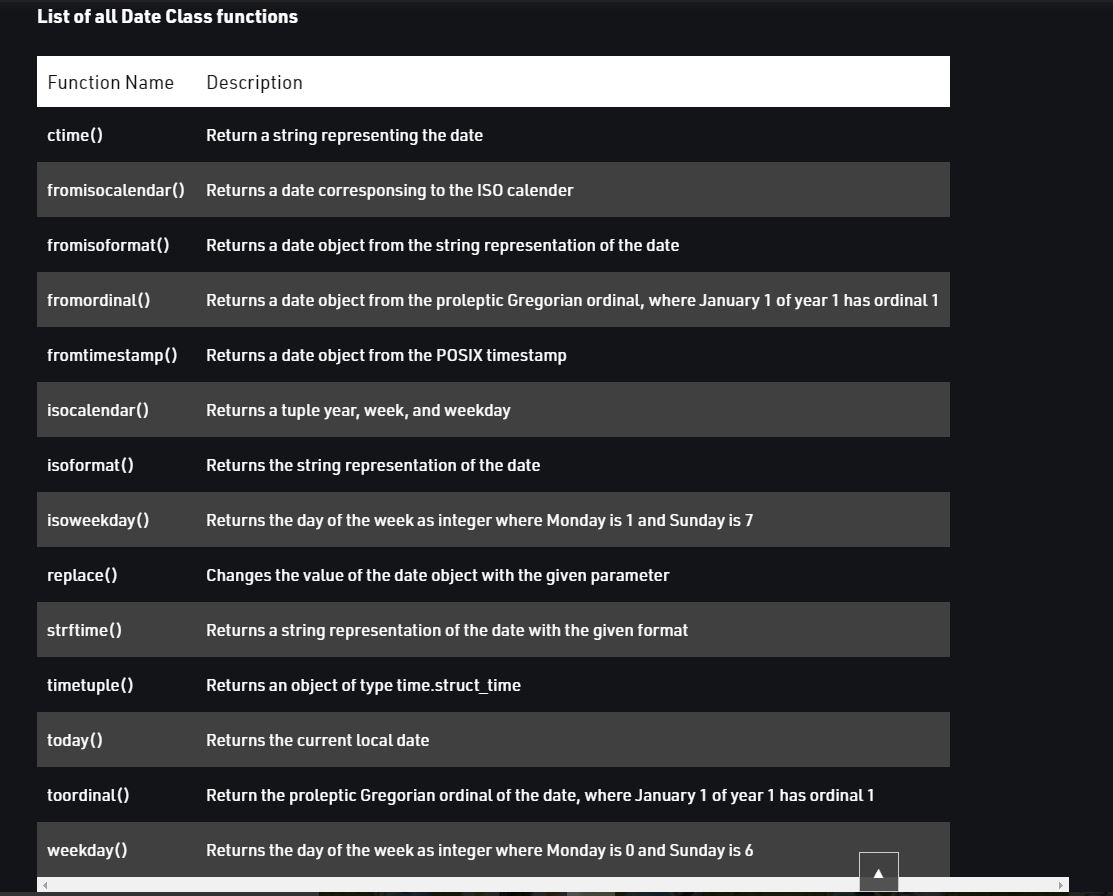 List of all Date Class functions
Function Name Description
ctime() Return a string representing the date
fromisocalendar() Returns a date corresponsing to the ISO calender
fromisoformat() Returns a date object from the string representation of the date
fromordinal() Returns a date object from the proleptic Gregorian ordinal, where January 1 of year 1 has ordinal 1
fromtimestamp() Returns a date object from the POSIX timestamp
isocalendar() Returns a tuple year, week, and weekday
isoformat() Returns the string representation of the date
isoweekday() Returns the day of the week as integer where Monday is 1 and Sunday is 7
replace() Changes the value of the date object with the given parameter
strftime() Returns a string representation of the date with the given format
timetuple() Returns an object of type time.struct_time
today() Returns the current local date
toordinal() Return the proleptic Gregorian ordinal of the date, where January 1 of year 1 has ordinal 1
weekday() Returns the day of the week as integer where Monday is 0 and Sunday is 6